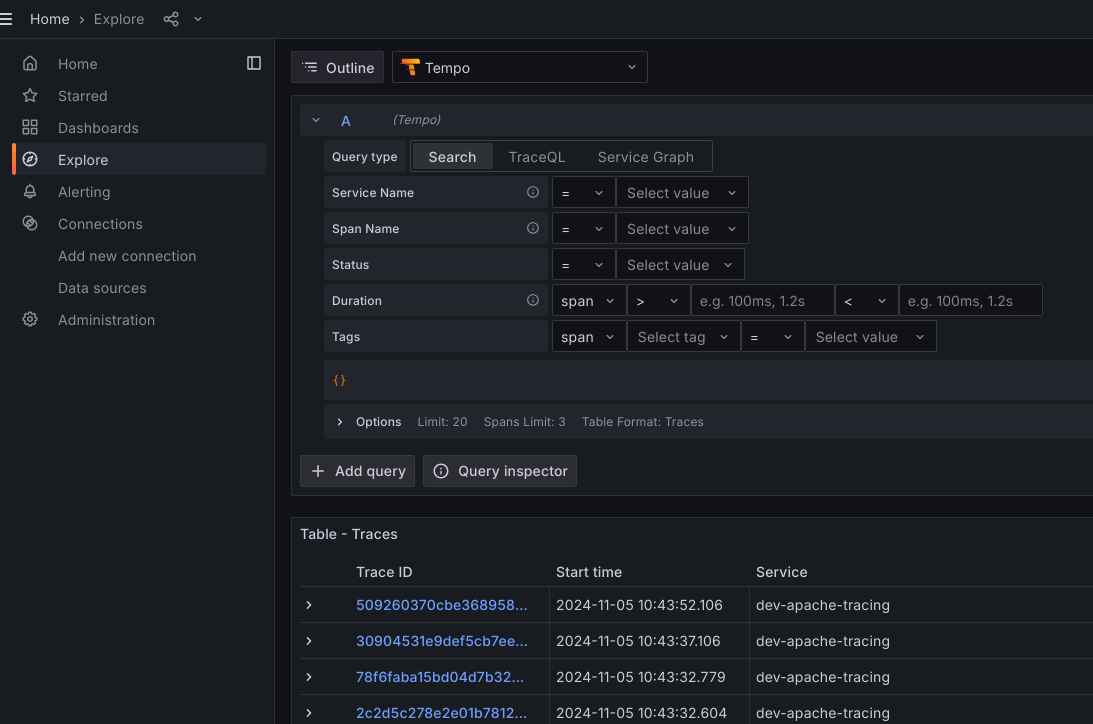 Home › Explore
Home
Starred
Dashboards
Explore
Alerting
Connections
Add new connection
Data sources
Administration
Outline Tempo
A (Tempo)
Query type Search TraceQL Service Graph
Service Name = Select value
Span Name = Select value
Status = Select value
Duration span > e.g. 100ms, 1.2s < e.g. 100ms, 1.2s
Tags span Select tag = Select value
{}
Options Limit: 20 Spans Limit: 3 Table Format: Traces
+ Add query Query inspector
Table - Traces
Trace ID Start time Service
509260370cbe368958... 2024-11-05 10:43:52.106 dev-apache-tracing
30904531e9def5cb7ee... 2024-11-05 10:43:37.106 dev-apache-tracing
78f6faba15bd04d7b32... 2024-11-05 10:43:32.779 dev-apache-tracing
2c2d5c278e2e01b7812... 2024-11-05 10:43:32.604 dev-apache-tracing